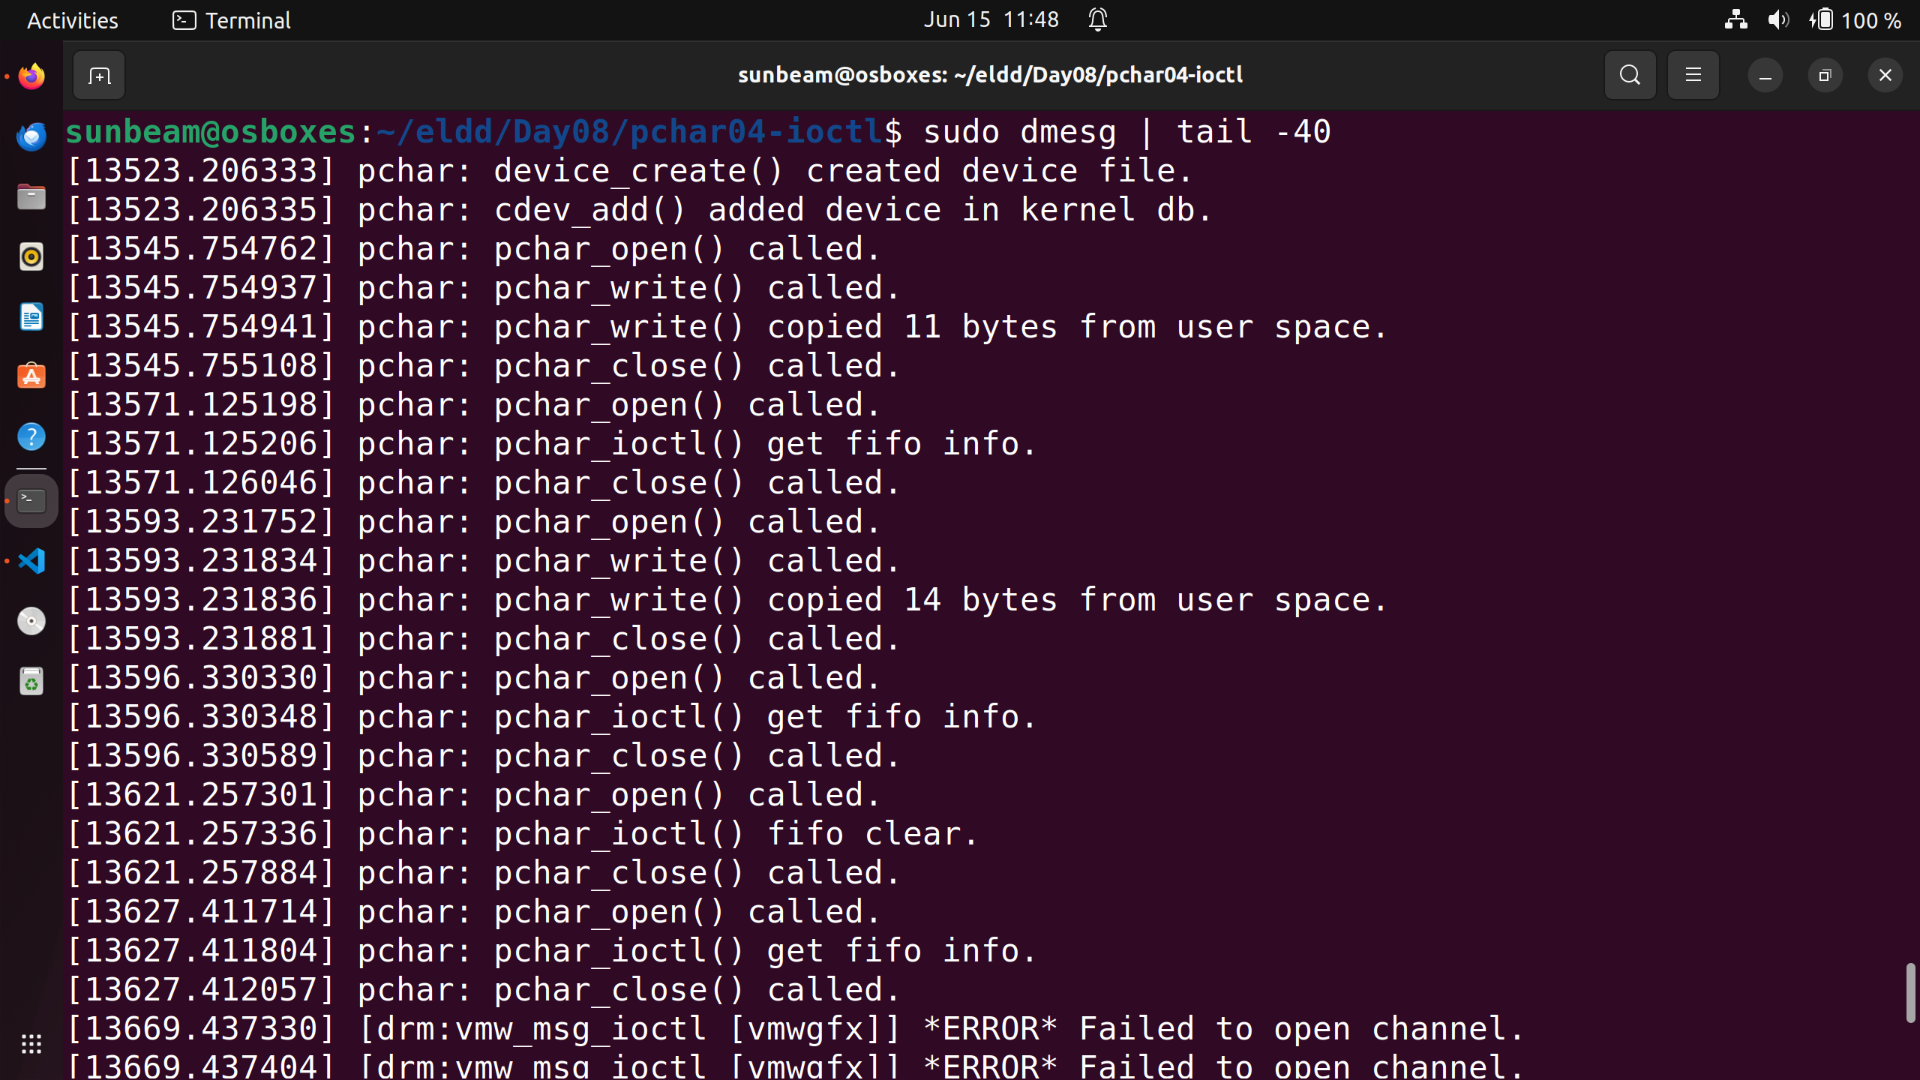 Activities
Terminal
Jun 15 11:48
100 %
sunbeam@osboxes: ~/eldd/Day08/pchar04-ioctl
sunbeam@osboxes:~/eldd/Day08/pchar04-ioctl$ sudo dmesg | tail -40
[13523.206333] pchar: device_create() created device file.
[13523.206335] pchar: cdev_add() added device in kernel db.
[13545.754762] pchar: pchar_open() called.
[13545.754937] pchar: pchar_write() called.
[13545.754941] pchar: pchar_write() copied 11 bytes from user space.
[13545.755108] pchar: pchar_close() called.
[13571.125198] pchar: pchar_open() called.
[13571.125206] pchar: pchar_ioctl() get fifo info.
[13571.126046] pchar: pchar_close() called.
[13593.231752] pchar: pchar_open() called.
[13593.231834] pchar: pchar_write() called.
[13593.231836] pchar: pchar_write() copied 14 bytes from user space.
[13593.231881] pchar: pchar_close() called.
[13596.330330] pchar: pchar_open() called.
[13596.330348] pchar: pchar_ioctl() get fifo info.
[13596.330589] pchar: pchar_close() called.
[13621.257301] pchar: pchar_open() called.
[13621.257336] pchar: pchar_ioctl() fifo clear.
[13621.257884] pchar: pchar_close() called.
[13627.411714] pchar: pchar_open() called.
[13627.411804] pchar: pchar_ioctl() get fifo info.
[13627.412057] pchar: pchar_close() called.
[13669.437330] [drm:vmw_msg_ioctl [vmwgfx]] *ERROR* Failed to open channel.
[13669.437404] [drm:vmw_msg_ioctl [vmwgfx]] *ERROR* Failed to open channel.